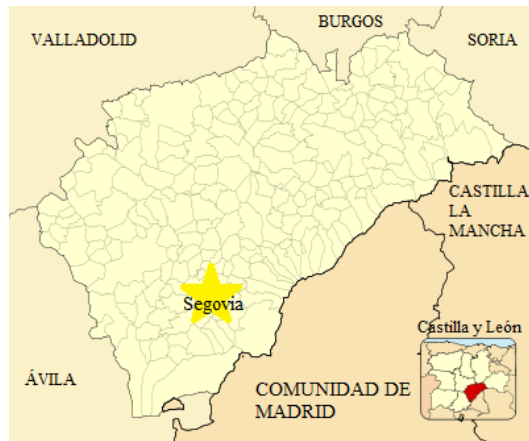 BURGOS
VALLADOLID
SORIA
CASTILLA
LA
MANCHA
Segovia
Castilla y León
ÁVILA
COMUNIDAD DE
MADRID